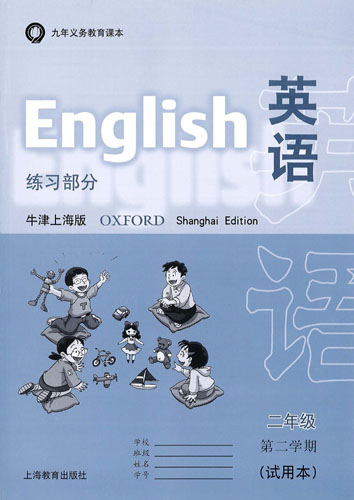 九年义务教育课本
English
英语
练习部分
牛津上海版 OXFORD Shanghai Edition
二年级
第二学期
(试用本)
学校
班级
姓名
学号
上海教育出版社